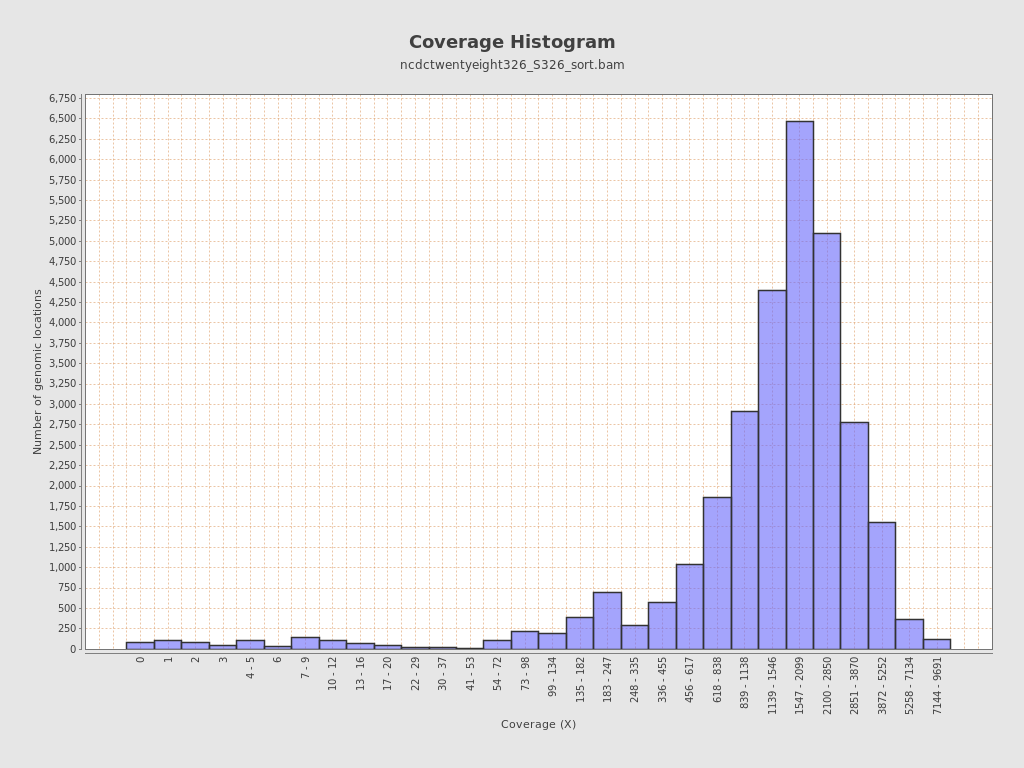 Coverage Histogram
ncdctwentyeight326_S326_sort.bam
Number of genomic locations
6,750
6,500
6,250
6,000
5,750
5,500
5,250
5,000
4,750
4,500
4,250
4,000
3,750
3,500
3,250
3,000
2,750
2,500
2,250
2,000
1,750
1,500
1,250
1,000
750
500
250
0
0
1
2
3
4 - 5
6
7 - 9
10 - 12
13 - 16
17 - 20
22 - 29
30 - 37
41 - 53
54 - 72
73 - 98
99 - 134
135 - 182
183 - 247
248 - 335
336 - 455
456 - 617
618 - 838
839 - 1138
1139 - 1546
1547 - 2099
2100 - 2850
2851 - 3870
3872 - 5252
5258 - 7134
7144 - 9691
Coverage (X)